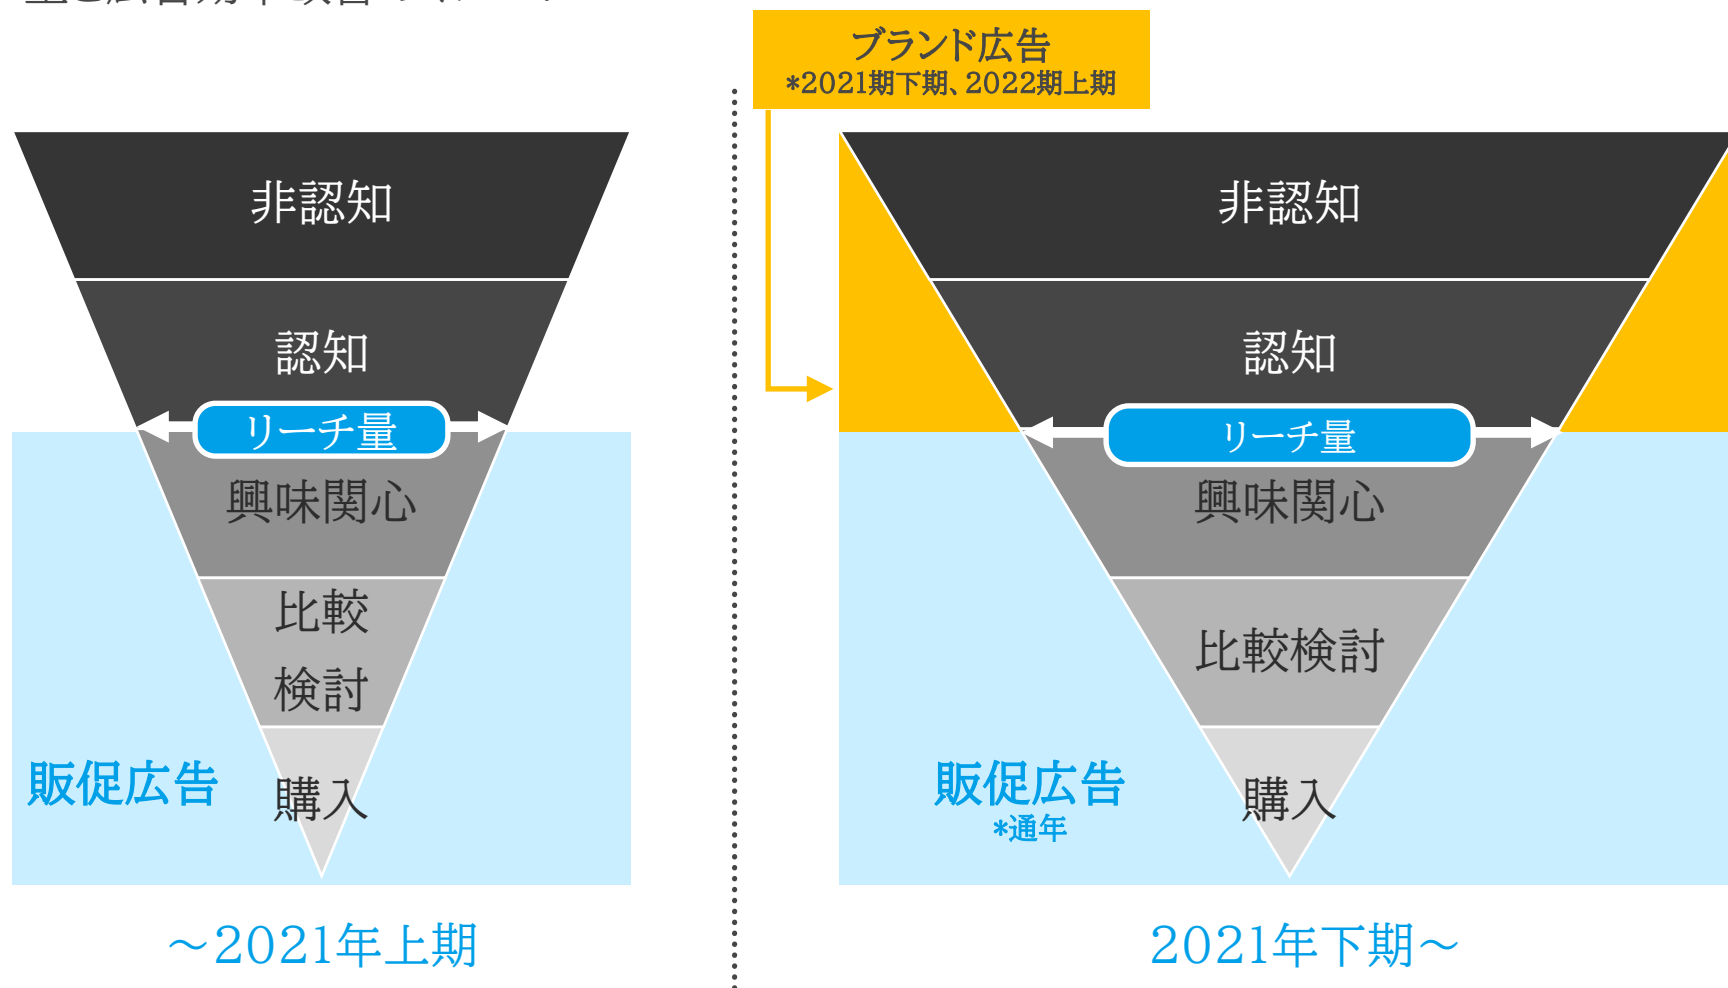 ブランド広告
*2021期下期、2022期上期
非認知
認知
リーチ量
興味関心
比較
検討
購入
販促広告
～2021年上期
非認知
認知
リーチ量
興味関心
比較検討
購入
販促広告
*通年
2021年下期～